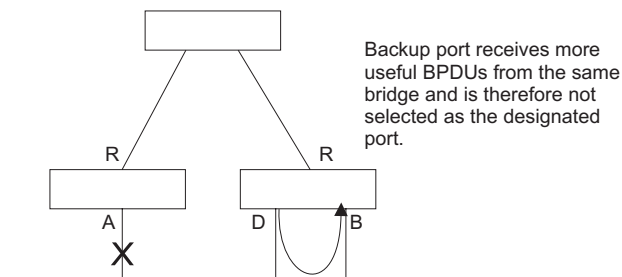 Backup port receives more
useful BPDUs from the same
bridge and is therefore not
selected as the designated
port.
R
R
A
D
B
X